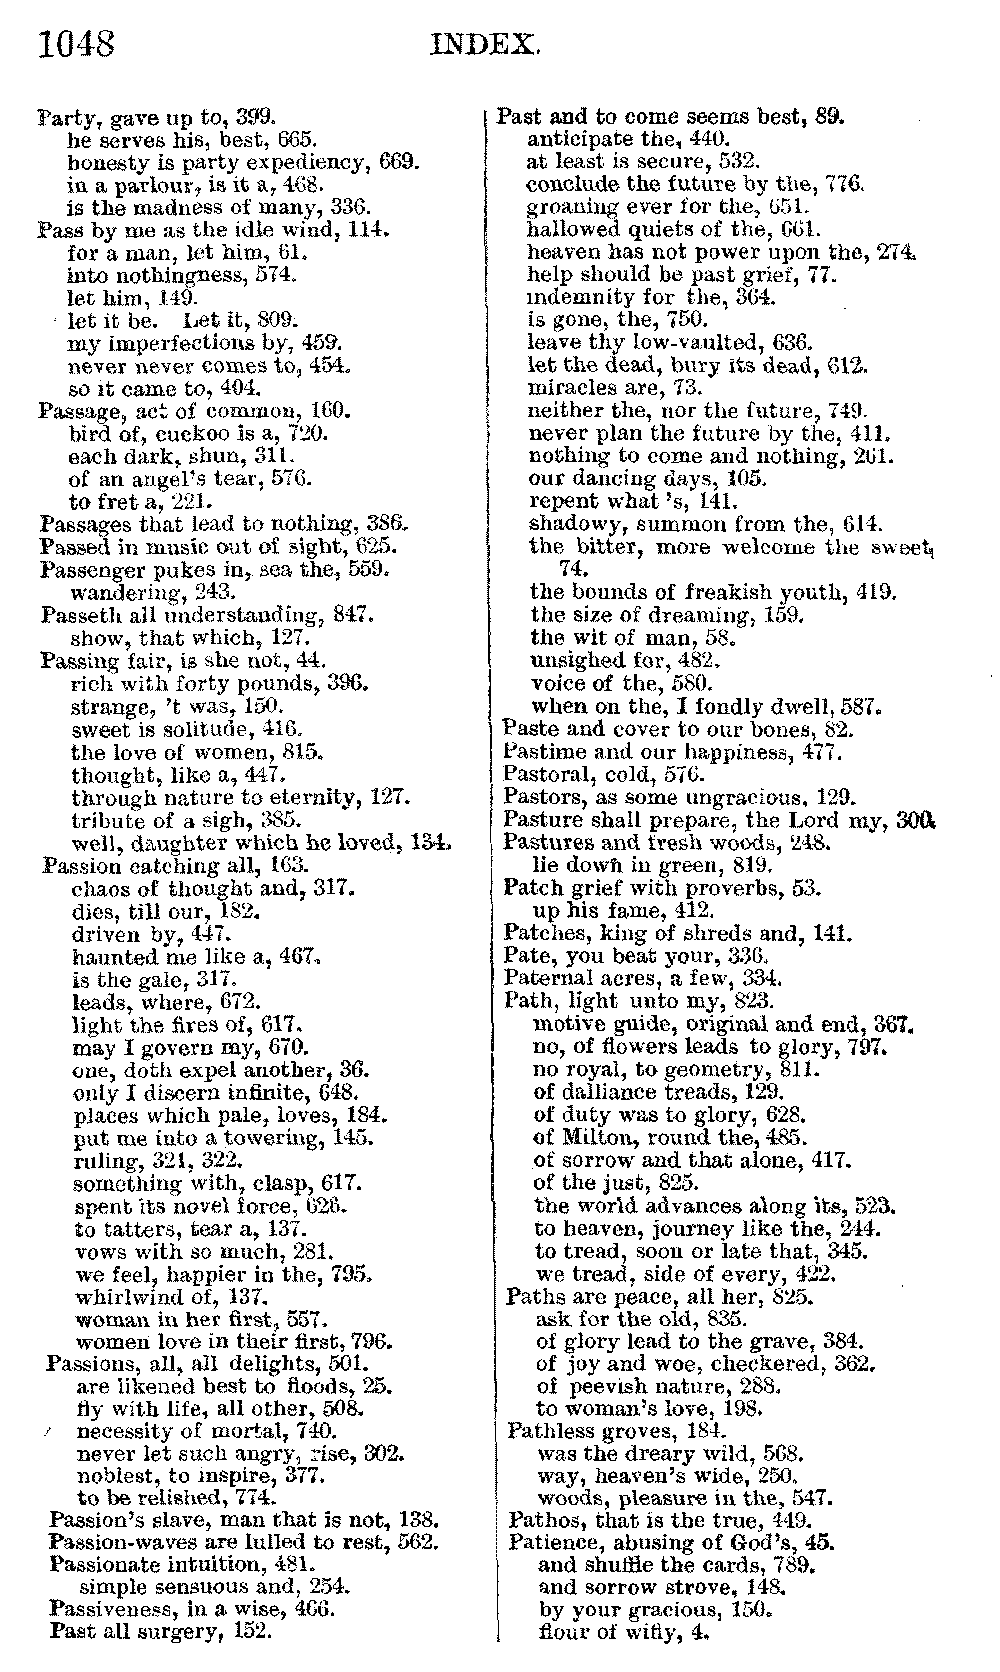 1048 INDEX.
Party, gave up to, 399.
he serves his, best, 665.
honesty is party expediency, 669.
in a parlour, is it a, 468.
is the madness of many, 336.
Pass by me as the idle wind, 114.
for a man, let him, 61.
into nothingness, 574.
let him, 149.
let it be. Let it, 809.
my imperfections by, 459.
never never comes to, 454.
so it came to, 404.
Passage, act of common, 160.
bird of, cuckoo is a, 720.
each dark, shun, 311.
of an angel's tear, 576.
to fret a, 221.
Passages that lead to nothing, 386.
Passed in music out of sight, 625.
Passenger pukes in, sea the, 559.
wandering, 243.
Passeth all understanding, 847.
show, that which, 127.
Passing fair, is she not, 44.
rich with forty pounds, 396.
strange, 't was, 150.
sweet is solitude, 416.
the love of women, 815.
thought, like a, 447.
through nature to eternity, 127.
tribute of a sigh, 385.
well, daughter which he loved, 134.
Passion catching all, 163.
chaos of thought and, 317.
dies, till our, 182.
driven by, 447.
haunted me like a, 467.
is the gale, 317.
leads, where, 672.
light the fires of, 617.
may I govern my, 670.
one, doth expel another, 36.
only I discern infinite, 648.
places which pale, loves, 184.
put me into a towering, 145.
ruling, 321, 322.
something with, clasp, 617.
spent its novel force, 626.
to tatters, tear a, 137.
vows with so much, 281.
we feel, happier in the, 795.
whirlwind of, 137.
woman in her first, 557.
women love in their first, 796.
Passions, all, all delights, 501.
are likened best to floods, 25.
fly with life, all other, 508.
necessity of mortal, 740.
never let such angry, rise, 302.
noblest, to inspire, 377.
to be relished, 774.
Passion's slave, man that is not, 138.
Passion-waves are lulled to rest, 562.
Passionate intuition, 481.
simple sensuous and, 254.
Passiveness, in a wise, 466.
Past all surgery, 152.
Past and to come seems best, 89.
anticipate the, 440.
at least is secure, 532.
conclude the future by the, 776.
groaning ever for the, 651.
hallowed quiets of the, 661.
heaven has not power upon the, 274.
help should be past grief, 77.
indemnity for the, 364.
is gone, the, 750.
leave thy low-vaulted, 636.
let the dead, bury its dead, 612.
miracles are, 73.
neither the, nor the future, 749.
never plan the future by the, 411.
nothing to come and nothing, 261.
our dancing days, 105.
repent what 's, 141.
shadowy, summon from the, 614.
the bitter, more welcome the sweet,
74.
the bounds of freakish youth, 419.
the size of dreaming, 159.
the wit of man, 58.
unsighed for, 482.
voice of the, 580.
when on the, I fondly dwell, 587.
Paste and cover to our bones, 82.
Pastime and our happiness, 477.
Pastoral, cold, 576.
Pastors, as some ungracious, 129.
Pasture shall prepare, the Lord my, 300.
Pastures and fresh woods, 248.
lie down in green, 819.
Patch grief with proverbs, 53.
up his fame, 412.
Patches, king of shreds and, 141.
Pate, you beat your, 336.
Paternal acres, a few, 334.
Path, light unto my, 823.
motive guide, original and end, 367.
no, of flowers leads to glory, 797.
no royal, to geometry, 811.
of dalliance treads, 129.
of duty was to glory, 628.
of Milton, round the, 485.
of sorrow and that alone, 417.
of the just, 825.
the world advances along its, 523.
to heaven, journey like the, 244.
to tread, soon or late that, 345.
we tread, side of every, 422.
Paths are peace, all her, 825.
ask for the old, 835.
of glory lead to the grave, 384.
of joy and woe, checkered, 362.
of peevish nature, 288.
to woman's love, 198.
Pathless groves, 184.
was the dreary wild, 568.
way, heaven's wide, 250.
woods, pleasure in the, 547.
Pathos, that is the true, 449.
Patience, abusing of God's, 45.
and shuffle the cards, 789.
and sorrow strove, 148.
by your gracious, 150.
flour of wifly, 4.